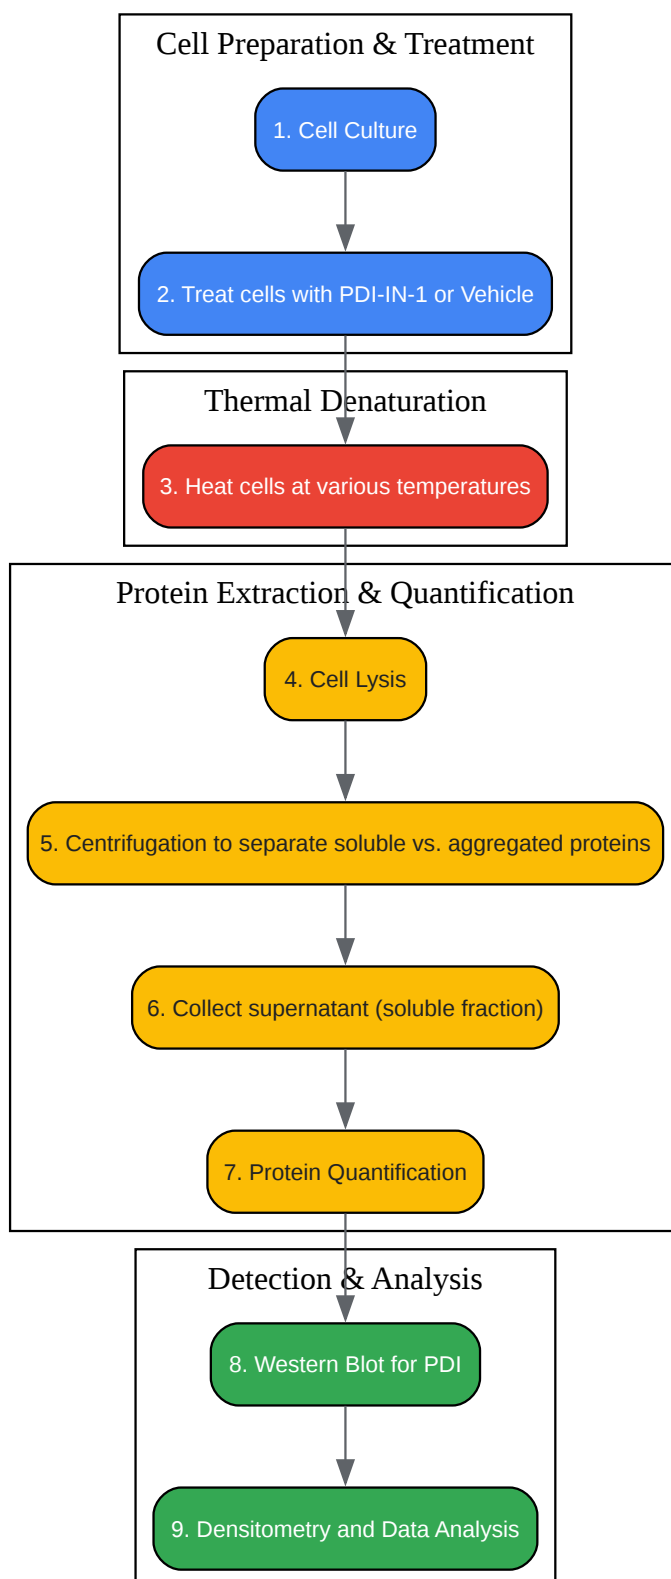 Cell Preparation & Treatment
1. Cell Culture
2. Treat cells with PDI-IN-1 or Vehicle
Thermal Denaturation
3. Heat cells at various temperatures
Protein Extraction & Quantification
4. Cell Lysis
5. Centrifugation to separate soluble vs. aggregated proteins
6. Collect supernatant (soluble fraction)
7. Protein Quantification
Detection & Analysis
8. Western Blot for PDI
9. Densitometry and Data Analysis